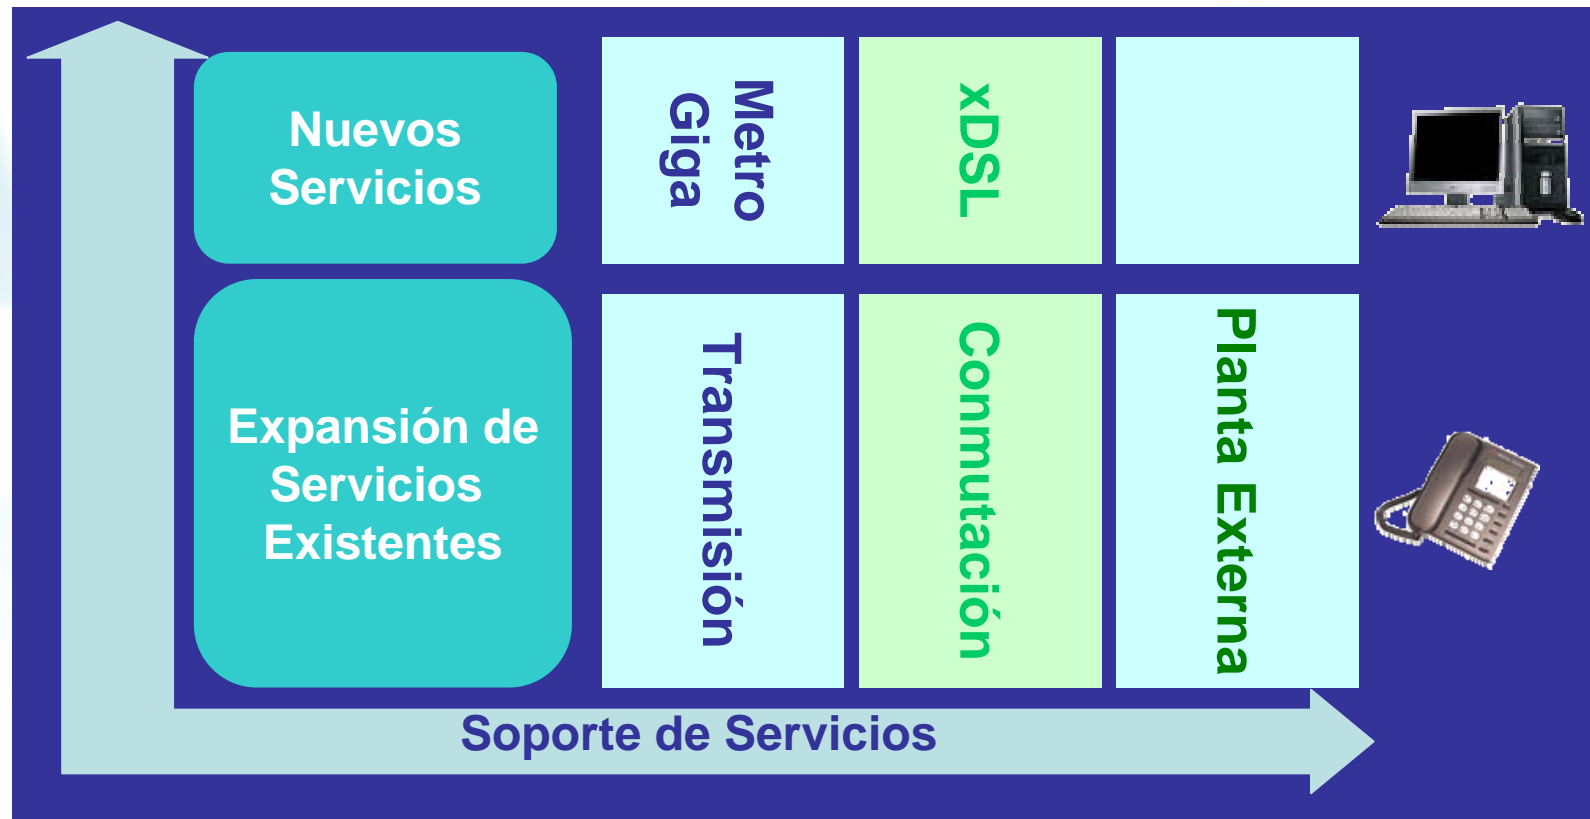 Nuevos
Servicios
Metro
Giga
xDSL
Expansión de
Servicios
Existentes
Transmisión
Conmutación
Planta Externa
Soporte de Servicios